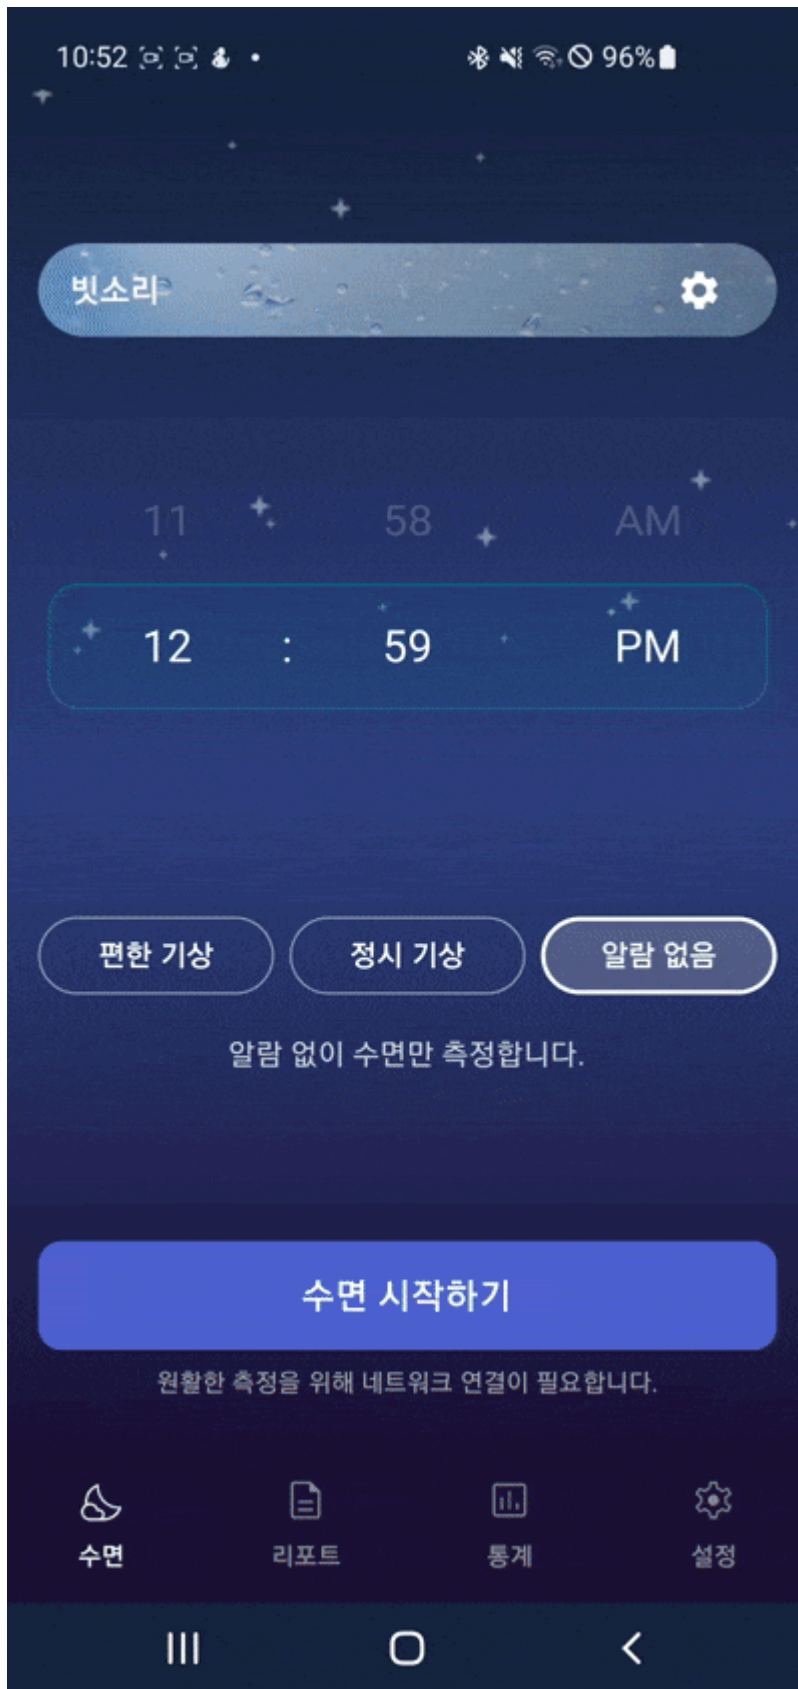 10:52 96%
빗소리
11 58 AM
12 : 59 PM
편한 기상 정시 기상 알람 없음
알람 없이 수면만 측정합니다.
수면 시작하기
원활한 측정을 위해 네트워크 연결이 필요합니다.
수면 리포트 통계 설정